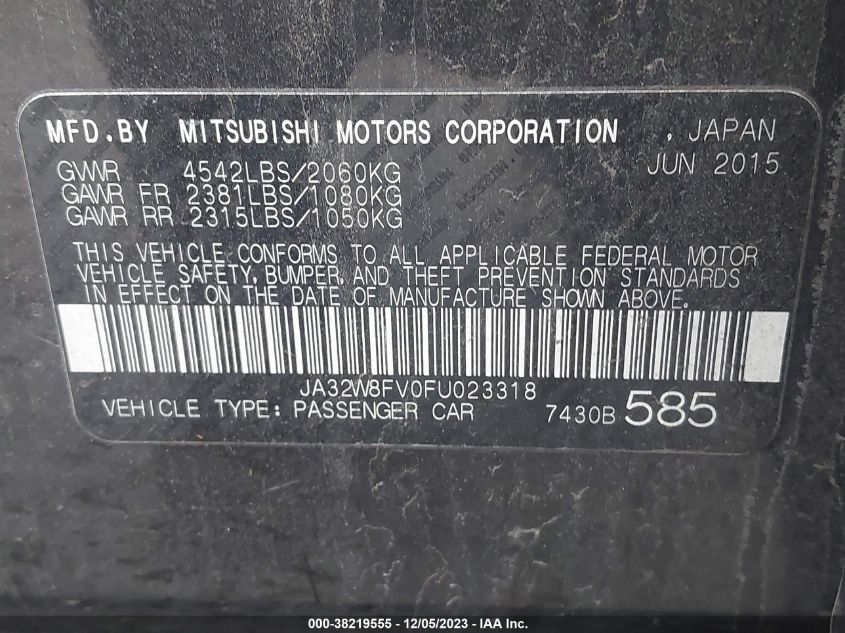 MFD.BY MITSUBISHI MOTORS CORPORATION , JAPAN
JUN 2015
GVWR 4542LBS/2060KG
GAWR FR 2381LBS/1080KG
GAWR RR 2315LBS/1050KG
THIS VEHICLE CONFORMS TO ALL APPLICABLE FEDERAL MOTOR
VEHICLE SAFETY, BUMPER, AND THEFT PREVENTION STANDARDS
IN EFFECT ON THE DATE OF MANUFACTURE SHOWN ABOVE.
JA32W8FV0FU023318
VEHICLE TYPE: PASSENGER CAR 7430B 585
000-38219555 - 12/05/2023 - IAA Inc.